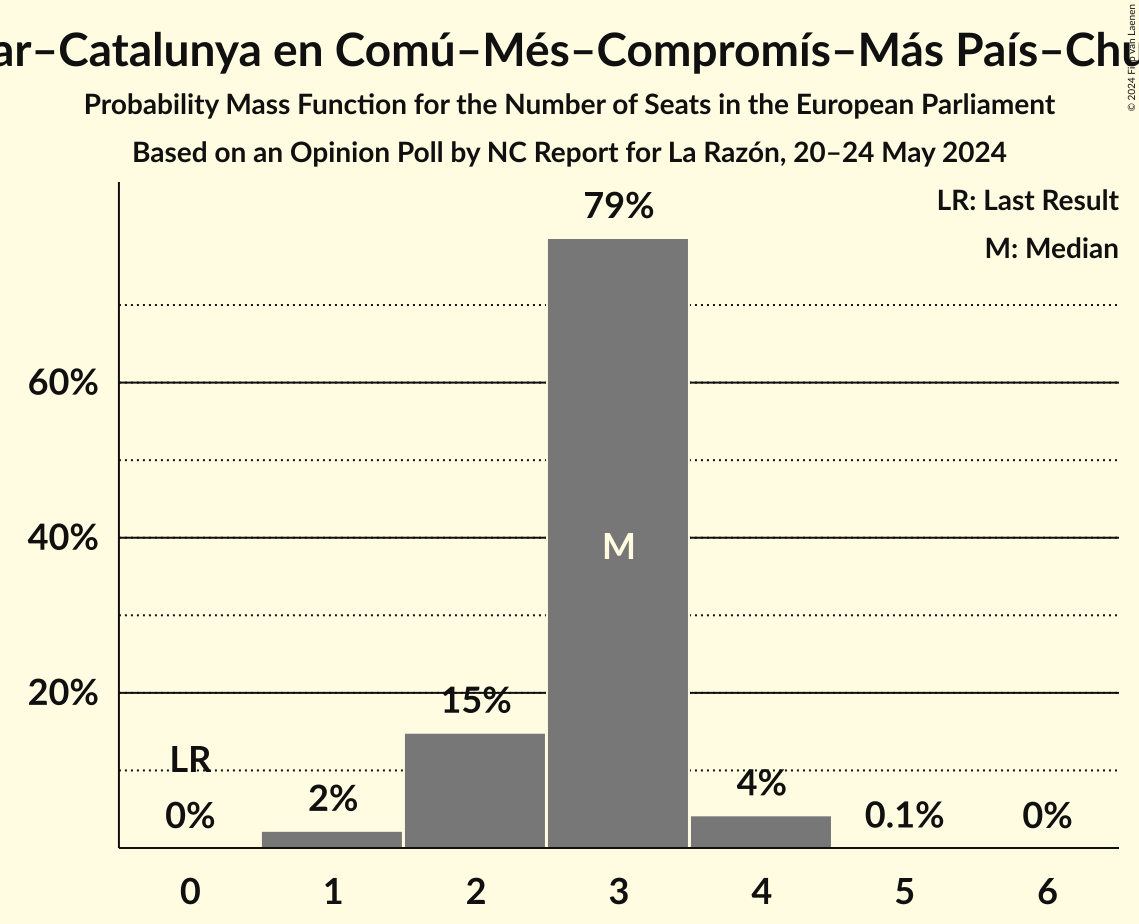 ar–Catalunya en Comú–Més–Compromís–Más País–Chu
© 2024 Filip van Laenen
Probability Mass Function for the Number of Seats in the European Parliament
Based on an Opinion Poll by NC Report for La Razón, 20–24 May 2024
LR: Last Result
M: Median
79%
60%
40%
M
20%
15%
LR
0%
2%
4%
0.1%
0%
0 1 2 3 4 5 6